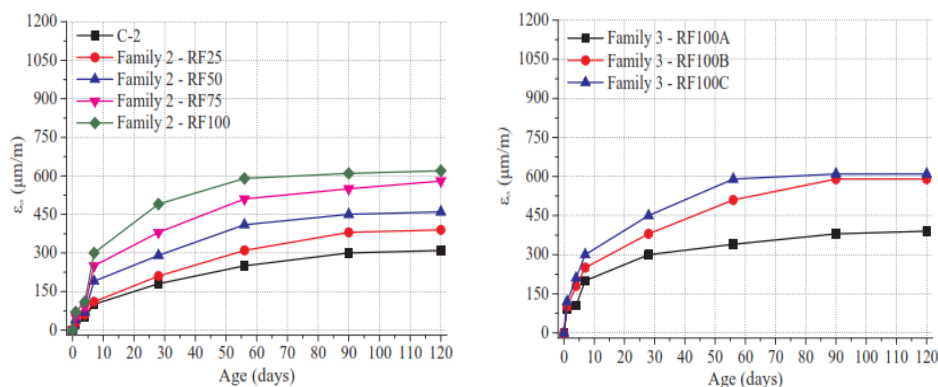 1200
1050
900
750
600
450
300
150
0
ε (µm/m)
C-2
Family 2 - RF25
Family 2 - RF50
Family 2 - RF75
Family 2 - RF100
0 10 20 30 40 50 60 70 80 90 100 110 120
Age (days)
1200
1050
900
750
600
450
300
150
0
ε (µm/m)
Family 3 - RF100A
Family 3 - RF100B
Family 3 - RF100C
0 10 20 30 40 50 60 70 80 90 100 110 120
Age (days)